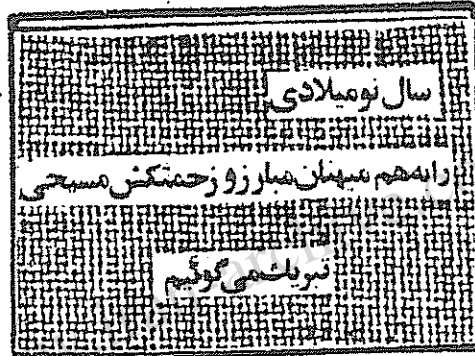 سال نو میلادی
را به هم میهنان مبارز و زحمتکش مسیحی
تبریک می گوئیم